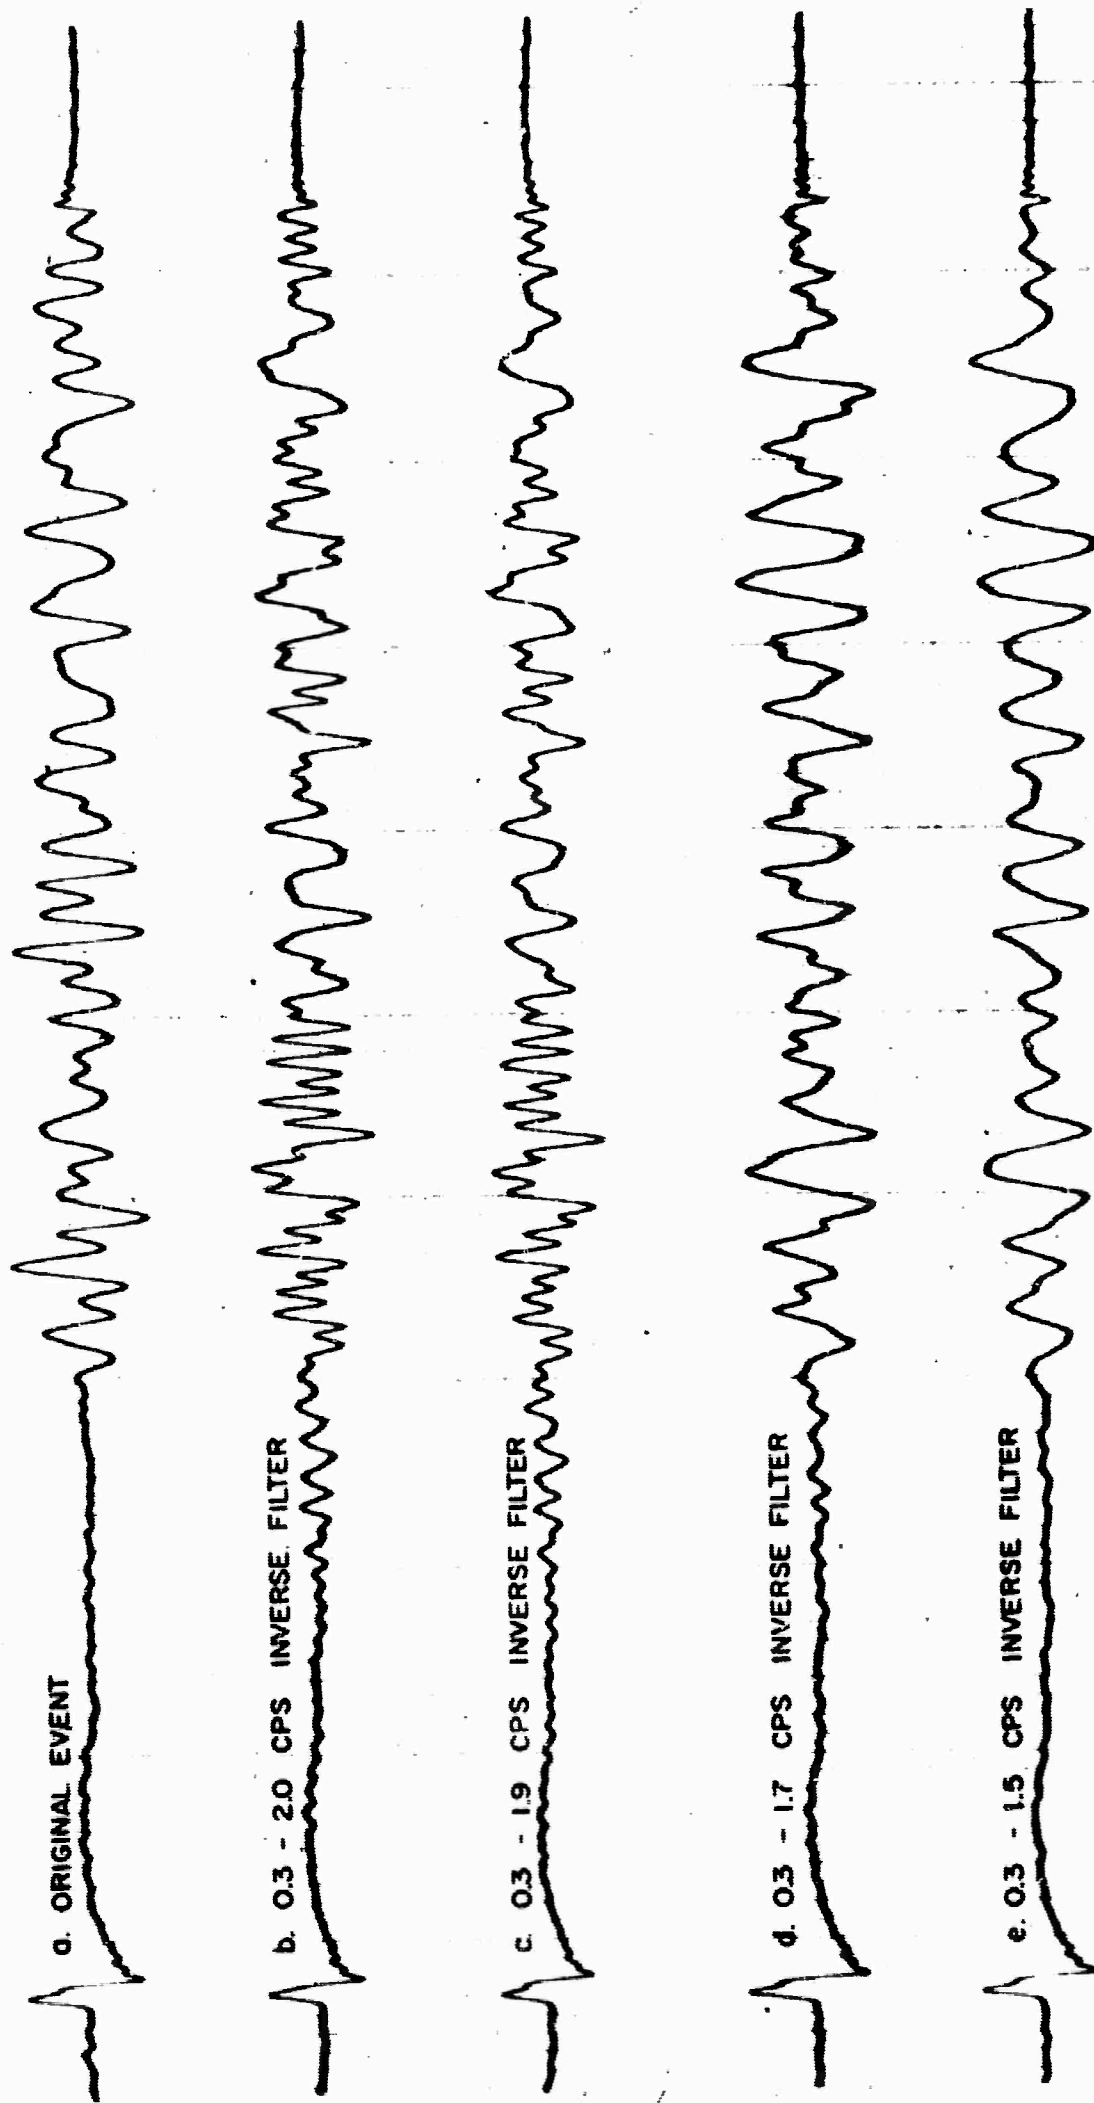 a. ORIGINAL EVENT
b. 0.3 - 2.0 CPS INVERSE FILTER
c. 0.3 - 1.9 CPS INVERSE FILTER
d. 0.3 - 1.7 CPS INVERSE FILTER
e. 0.3 - 1.5 CPS INVERSE FILTER